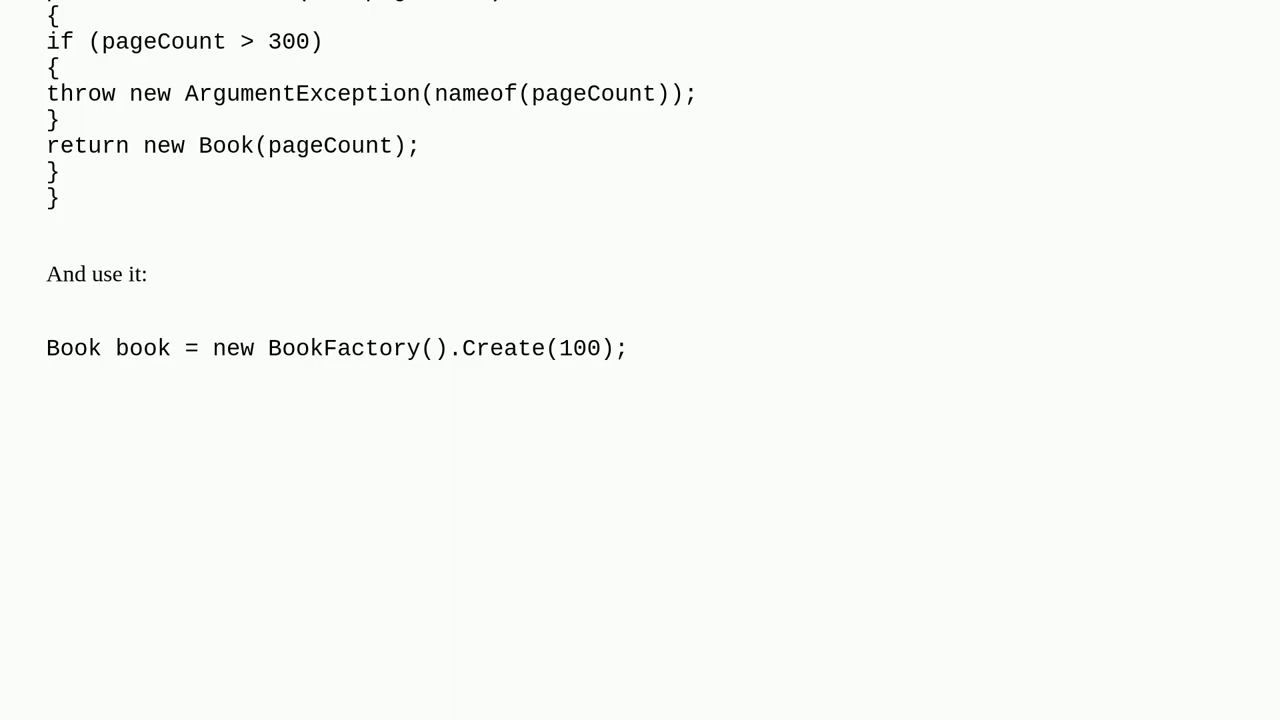 {
if (pageCount > 300)
{
throw new ArgumentException(nameof(pageCount));
}
return new Book(pageCount);
}
}
And use it:
Book book = new BookFactory().Create(100);